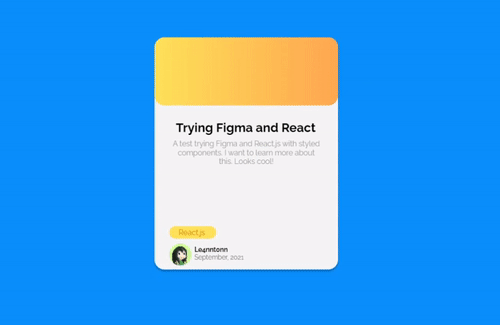 Trying Figma and React
A test trying Figma and React.js with styled
components. I want to learn more about
this. Looks cool!
React.js
Le4nntonn
September, 2021